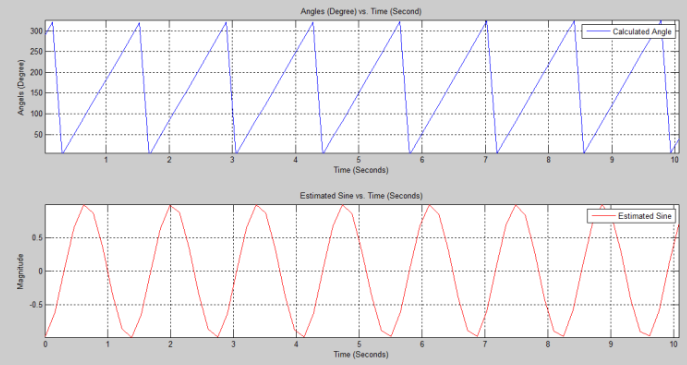 Angles (Degree) vs. Time (Second)
Calculated Angle
Angels (Degree)
300
250
200
150
100
50
1 2 3 4 5 6 7 8 9 10
Time (Seconds)
Estimated Sine vs. Time (Seconds)
Estimated Sine
Magnitude
0.5
0
-0.5
0 1 2 3 4 5 6 7 8 9 10
Time (Seconds)